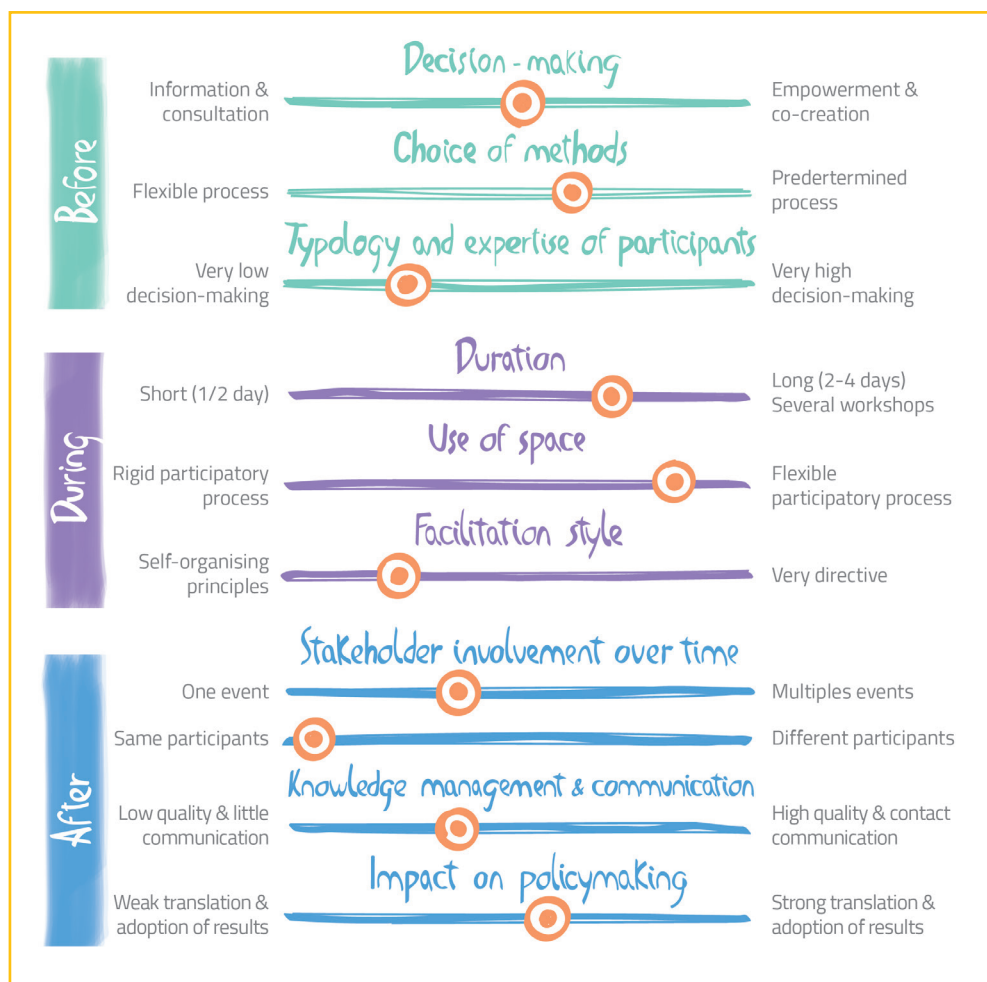 Before
Decision-making
Information &
consultation
Empowerment &
co-creation
Choice of methods
Flexible process
Predertermined
process
Typology and expertise of participants
Very low
decision-making
Very high
decision-making
During
Duration
Short (1/2 day)
Long (2-4 days)
Several workshops
Use of space
Rigid participatory
process
Flexible
participatory process
Facilitation style
Self-organising
principles
Very directive
After
Stakeholder involvement over time
One event
Multiples events
Same participants
Different participants
Knowledge management & communication
Low quality & little
communication
High quality & contact
communication
Impact on policymaking
Weak translation &
adoption of results
Strong translation &
adoption of results